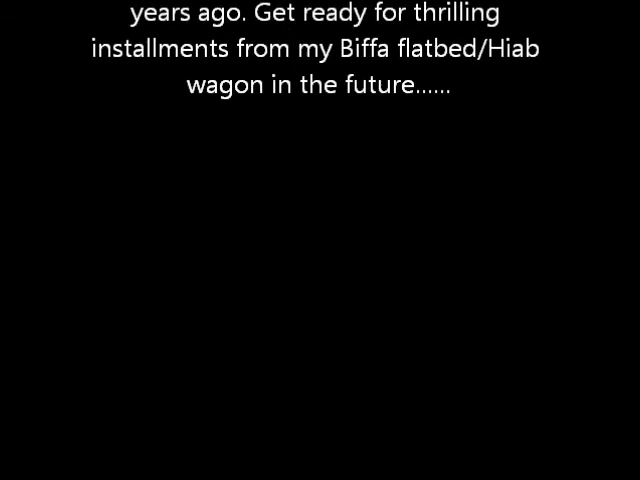 years ago. Get ready for thrilling
installments from my Biffa flatbed/Hiab
wagon in the future......